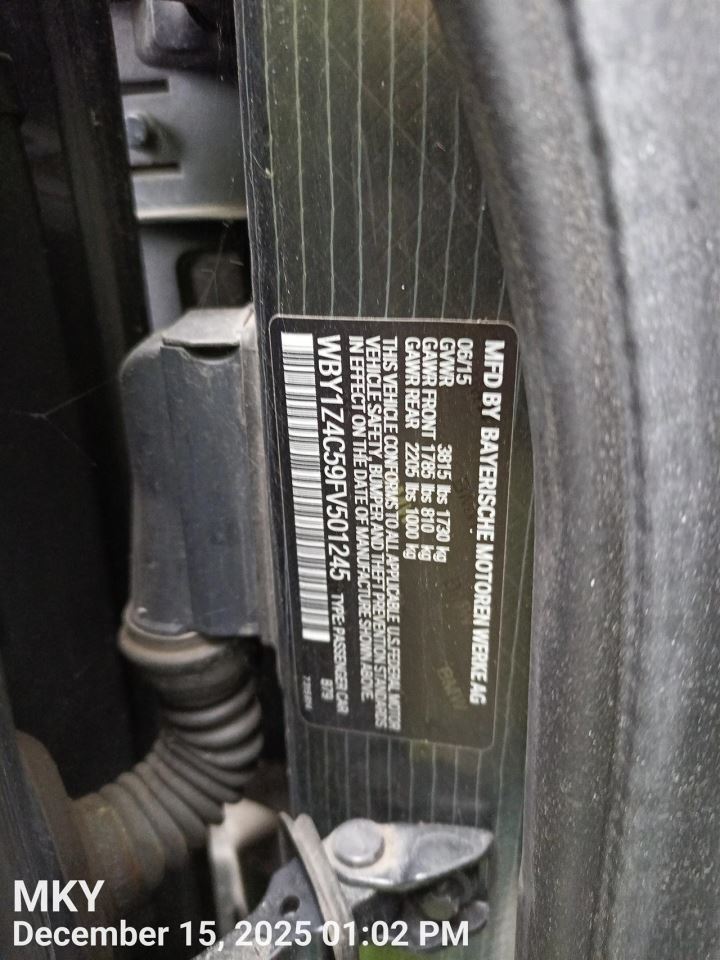 MFD BY BAYERISCHE MOTOREN WERKE AG
06/15
GVWR 3815 lbs 1730 kg
GAWR FRONT 1785 lbs 810 kg
GAWR REAR 2205 lbs 1000 kg
THIS VEHICLE CONFORMS TO ALL APPLICABLE U.S. FEDERAL MOTOR
VEHICLE SAFETY, BUMPER AND THEFT PREVENTION STANDARDS
IN EFFECT ON THE DATE OF MANUFACTURE SHOWN ABOVE.
WBY1Z4C59FV501245 TYPE: PASSENGER CAR
MKY
December 15, 2025 01:02 PM